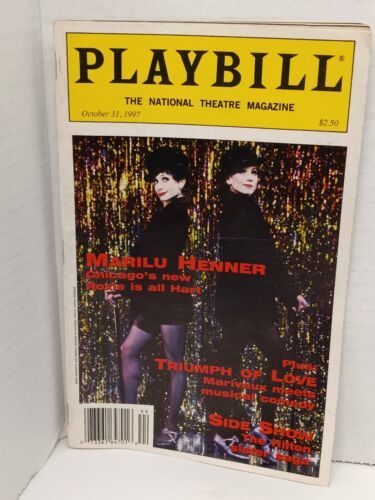 PLAYBILL®
THE NATIONAL THEATRE MAGAZINE
October 31, 1997
$2.50
MARILU HENNER
Chicago's new
Roxie is all Hart
Plus:
TRIUMPH OF LOVE
Marivaux meets
musical comedy
SIDE SHOW
The Hilton
Sister Saga
44